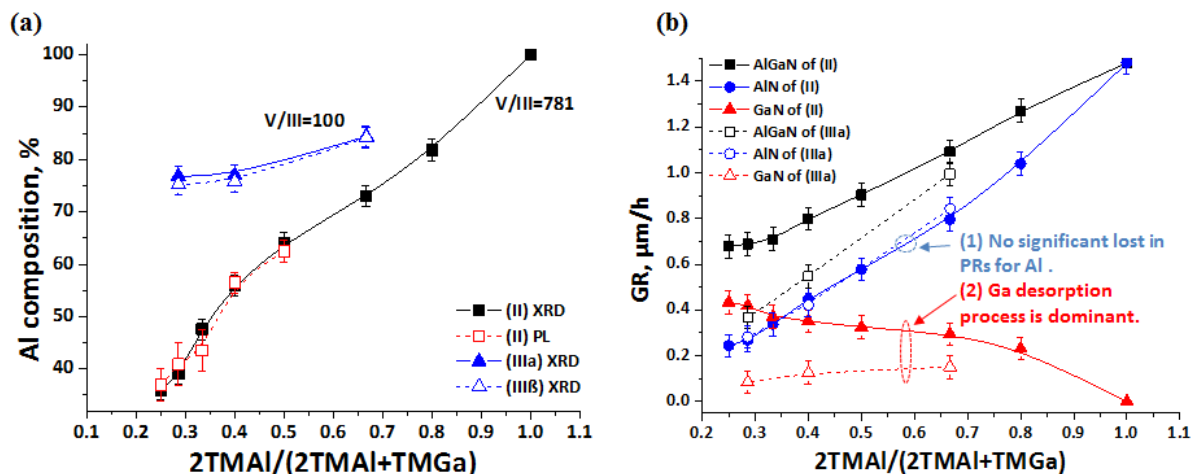 (a)
100
90
80
70
60
50
40
Al composition, %
V/III=100
V/III=781
(II) XRD
(II) PL
(IIIa) XRD
(IIIß) XRD
0.1 0.2 0.3 0.4 0.5 0.6 0.7 0.8 0.9 1.0 1.1
2TMAl/(2TMAl+TMGa)
(b)
1.4
1.2
1.0
0.8
0.6
0.4
0.2
0.0
GR, μm/h
AlGaN of (II)
AlN of (II)
GaN of (II)
AlGaN of (IIIa)
AlN of (IIIa)
GaN of (IIIa)
(1) No significant lost in
PRs for Al .
(2) Ga desorption
process is dominant.
0.2 0.3 0.4 0.5 0.6 0.7 0.8 0.9 1.0 1.1
2TMAl/(2TMAl+TMGa)